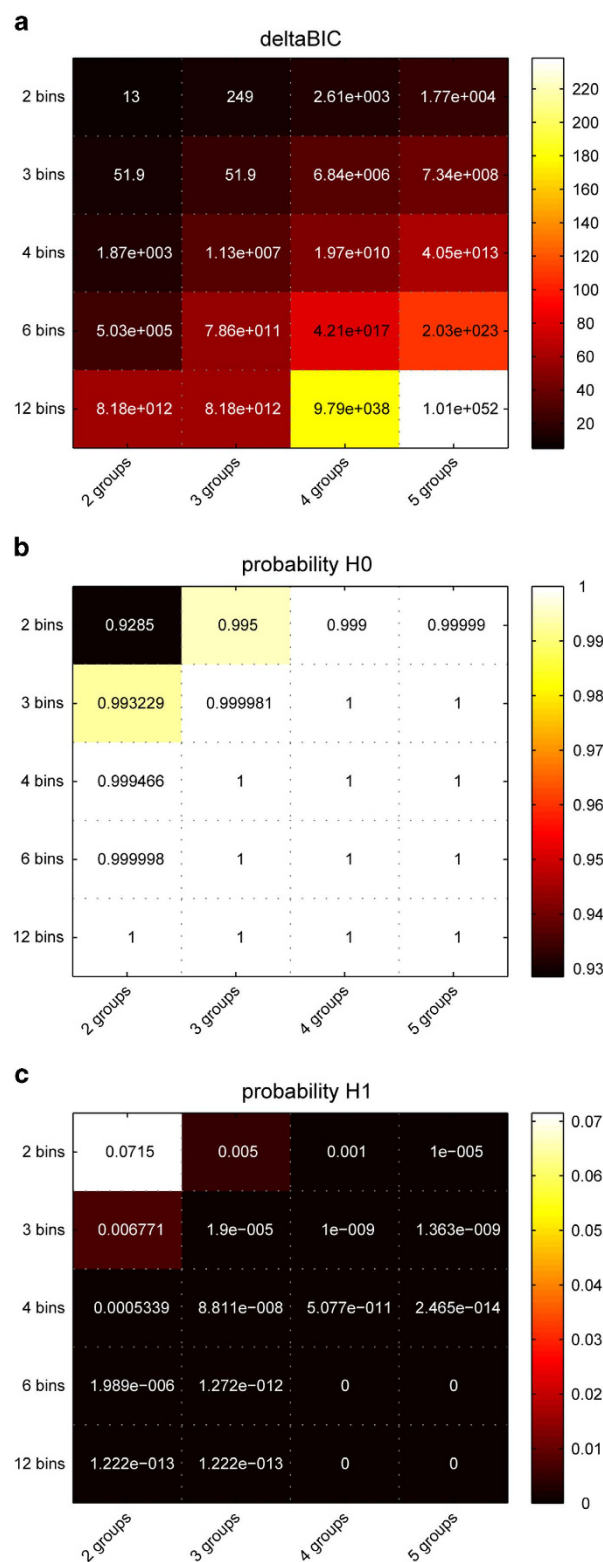 a
deltaBIC
2 bins 13 249 2.61e+003 1.77e+004
3 bins 51.9 51.9 6.84e+006 7.34e+008
4 bins 1.87e+003 1.13e+007 1.97e+010 4.05e+013
6 bins 5.03e+005 7.86e+011 4.21e+017 2.03e+023
12 bins 8.18e+012 8.18e+012 9.79e+038 1.01e+052
2 groups 3 groups 4 groups 5 groups
220
200
180
160
140
120
100
80
60
40
20
b
probability H0
2 bins 0.9285 0.995 0.999 0.99999
3 bins 0.993229 0.999981 1 1
4 bins 0.999466 1 1 1
6 bins 0.999998 1 1 1
12 bins 1 1 1 1
2 groups 3 groups 4 groups 5 groups
1
0.99
0.98
0.97
0.96
0.95
0.94
0.93
c
probability H1
2 bins 0.0715 0.005 0.001 1e−005
3 bins 0.006771 1.9e−005 1e−009 1.363e−009
4 bins 0.0005339 8.811e−008 5.077e−011 2.465e−014
6 bins 1.989e−006 1.272e−012 0 0
12 bins 1.222e−013 1.222e−013 0 0
2 groups 3 groups 4 groups 5 groups
0.07
0.06
0.05
0.04
0.03
0.02
0.01
0